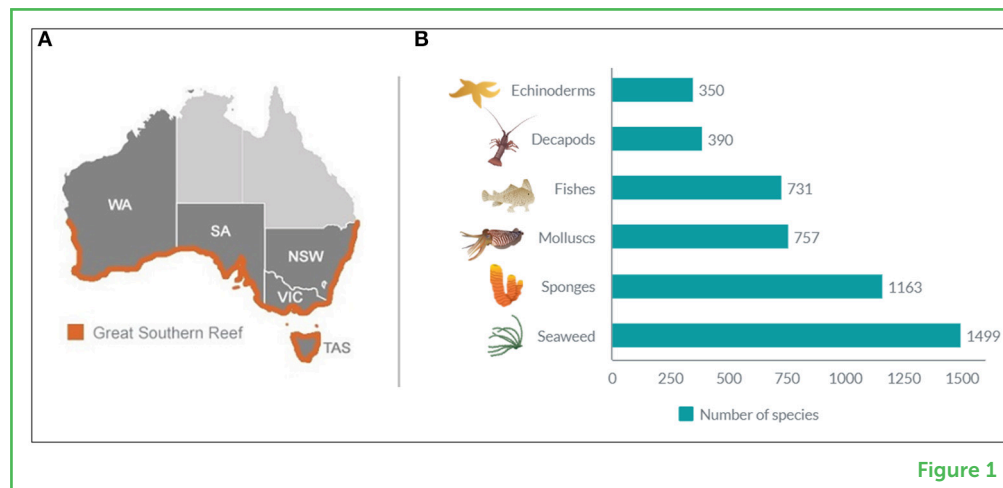 A
WA
SA
NSW
VIC
TAS
Great Southern Reef
B
Echinoderms 350
Decapods 390
Fishes 731
Molluscs 757
Sponges 1163
Seaweed 1499
0 250 500 750 1000 1250 1500
Number of species
Figure 1